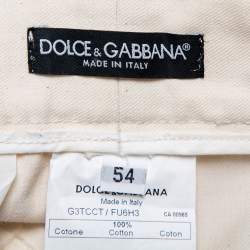 DOLCE & GABBANA®
MADE IN ITALY
54
DOLCE & GABBANA
Made in Italy
G3TCCT / FU6H3
100%
Cotone Cotton Coton